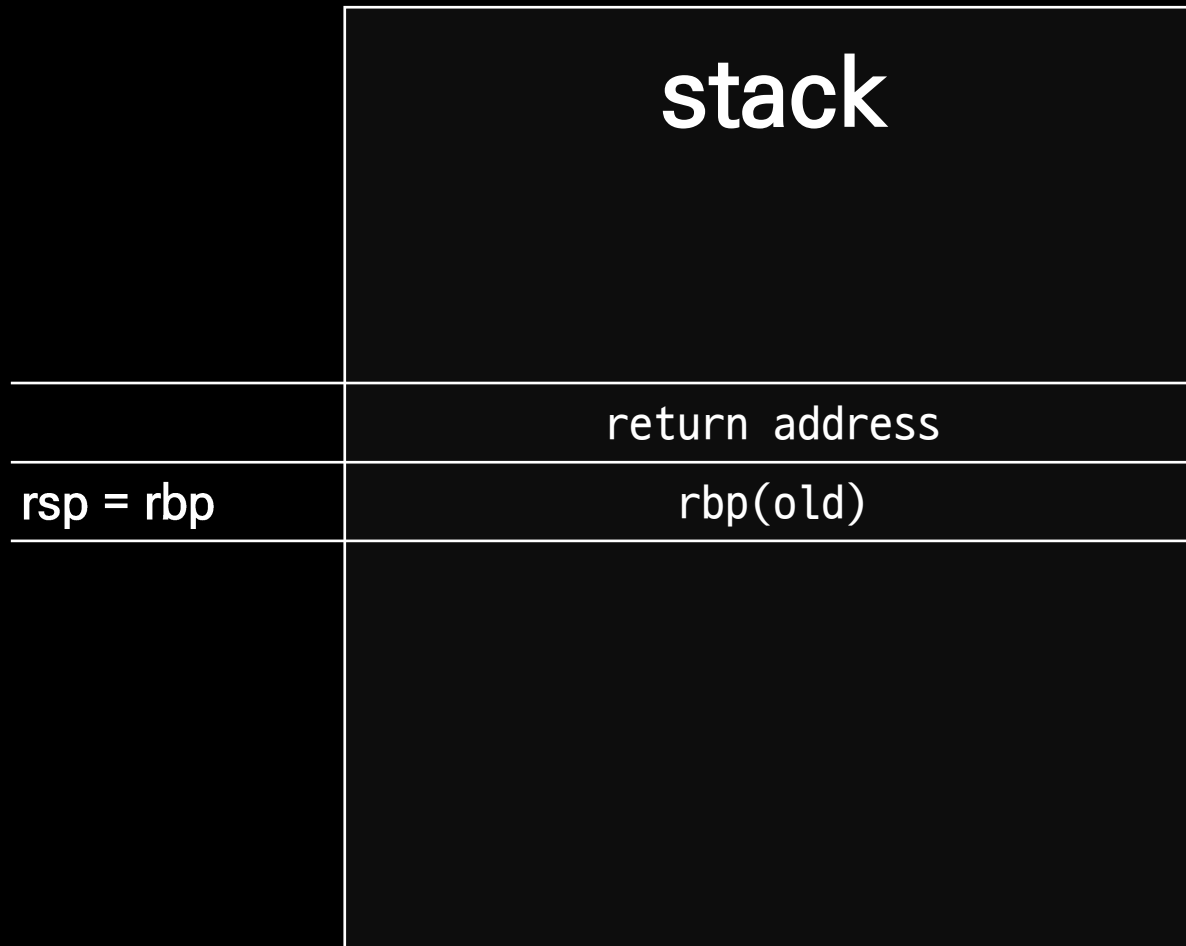 stack
return address
rsp = rbp
rbp(old)